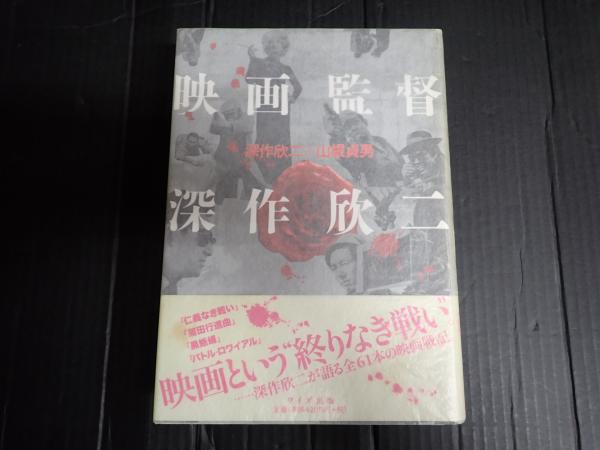 映画監督
深作欣二 山根貞男
深作欣二
『仁義なき戦い』
『蒲田行進曲』
『黒蜥蜴』
『バトル・ロワイアル』
映画という“終りなき戦い”。
――深作欣二が語る全61本の映画戦記
ワイズ出版